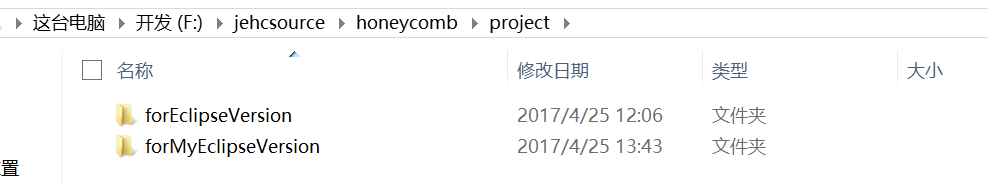 这台电脑 开发 (F:) jehcsource honeycomb project
名称 修改日期 类型 大小
forEclipseVersion 2017/4/25 12:06 文件夹
forMyEclipseVersion 2017/4/25 13:43 文件夹
置